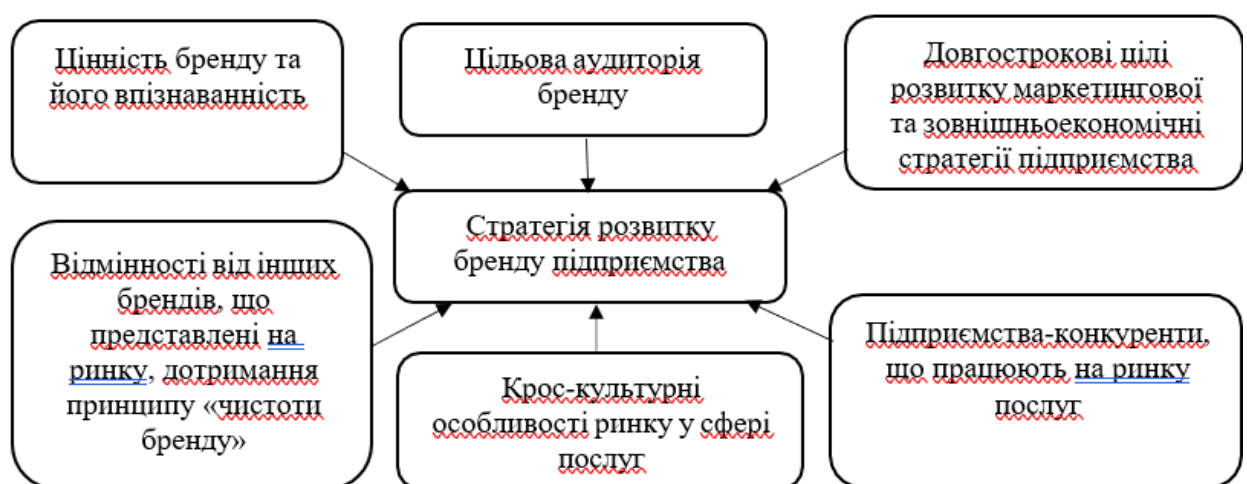 Цінність бренду та
його впізнаванність
Цільова аудиторія
бренду
Довгострокові цілі
розвитку маркетингової
та зовнішньоекономічні
стратегії підприємства
Стратегія розвитку
бренду підприємства
Відмінності від інших
брендів, що
представлені на
ринку, дотримання
принципу «чистоти
бренду»
Крос-культурні
особливості ринку у сфері
послуг
Підприємства-конкуренти,
що працюють на ринку
послуг